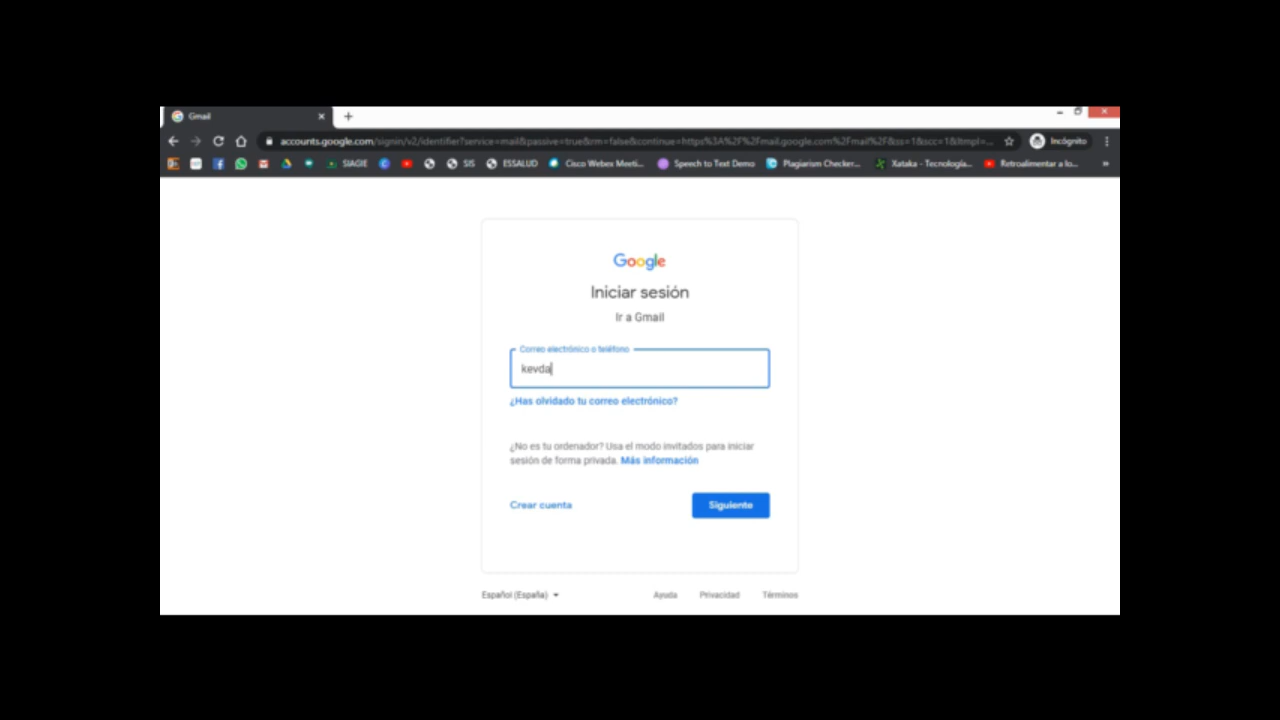 Gmail
accounts.google.com/signin/v2/identifier?service=mail&passive=true&rm=false&continue=https%3A%2F%2Fmail.google.com%2Fmail%2F&ss=1&scc=1&ltmpl=... Incógnito
SIAGIE SIS ESSALUD Cisco Webex Meeti... Speech to Text Demo Plagiarism Checker... Xataka - Tecnología... Retroalimentar a lo... »
Google
Iniciar sesión
Ir a Gmail
Correo electrónico o teléfono
kevda
¿Has olvidado tu correo electrónico?
¿No es tu ordenador? Usa el modo invitados para iniciar
sesión de forma privada. Más información
Crear cuenta Siguiente
Español (España) Ayuda Privacidad Términos